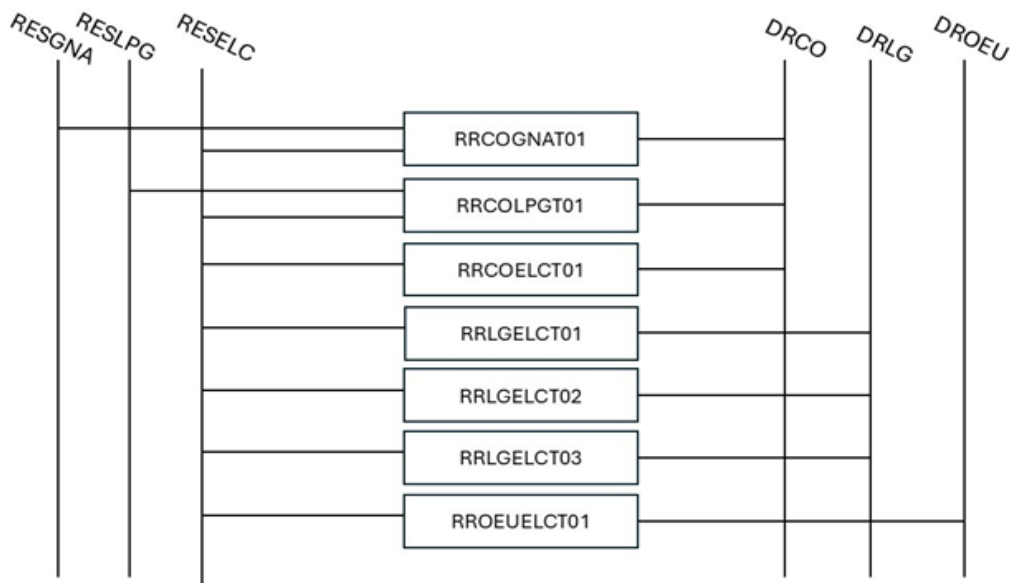 RESGNA
RESLPG
RESELC
DRCO
DRLG
DROEU
RRCOGNAT01
RRCOLPGT01
RRCOELCT01
RRLGELCT01
RRLGELCT02
RRLGELCT03
RROEUELCT01